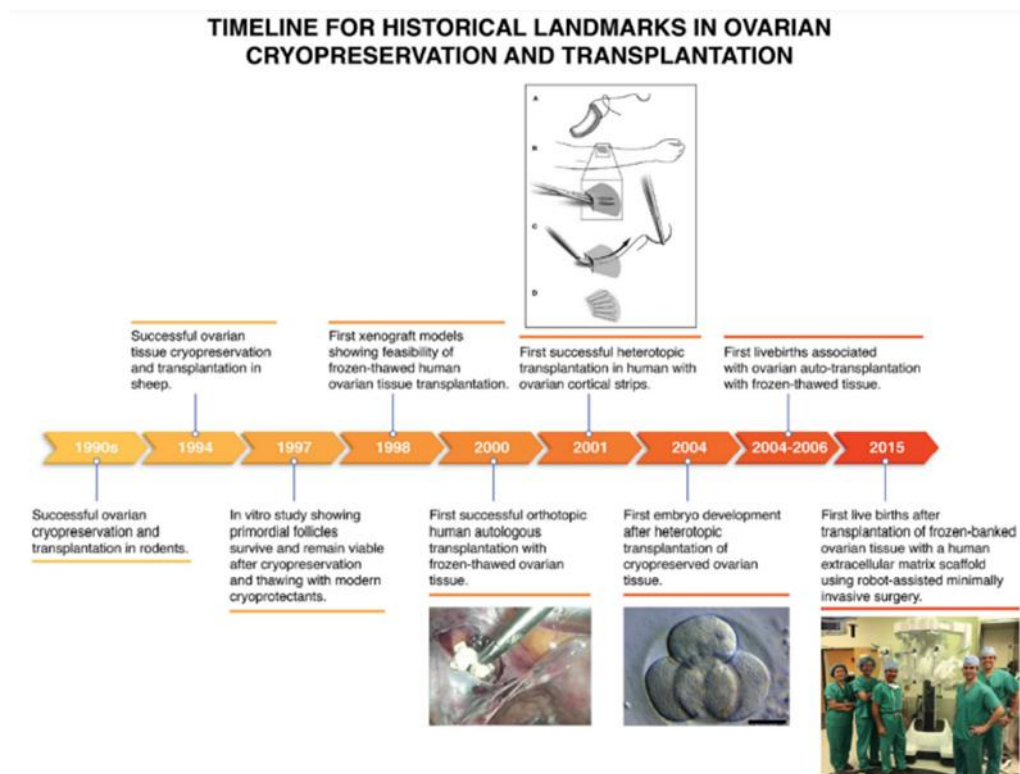 TIMELINE FOR HISTORICAL LANDMARKS IN OVARIAN
CRYOPRESERVATION AND TRANSPLANTATION
A
B
C
D
Successful ovarian
tissue cryopreservation
and transplantation in
sheep.
First xenograft models
showing feasibility of
frozen-thawed human
ovarian tissue transplantation.
First successful heterotopic
transplantation in human with
ovarian cortical strips.
First livebirths associated
with ovarian auto-transplantation
with frozen-thawed tissue.
1990s
1994
1997
1998
2000
2001
2004
2004-2006
2015
Successful ovarian
cryopreservation and
transplantation in rodents.
In vitro study showing
primordial follicles
survive and remain viable
after cryopreservation
and thawing with modern
cryoprotectants.
First successful orthotopic
human autologous
transplantation with
frozen-thawed ovarian
tissue.
First embryo development
after heterotopic
transplantation of
cryopreserved ovarian
tissue.
First live births after
transplantation of frozen-banked
ovarian tissue with a human
extracellular matrix scaffold
using robot-assisted minimally
invasive surgery.